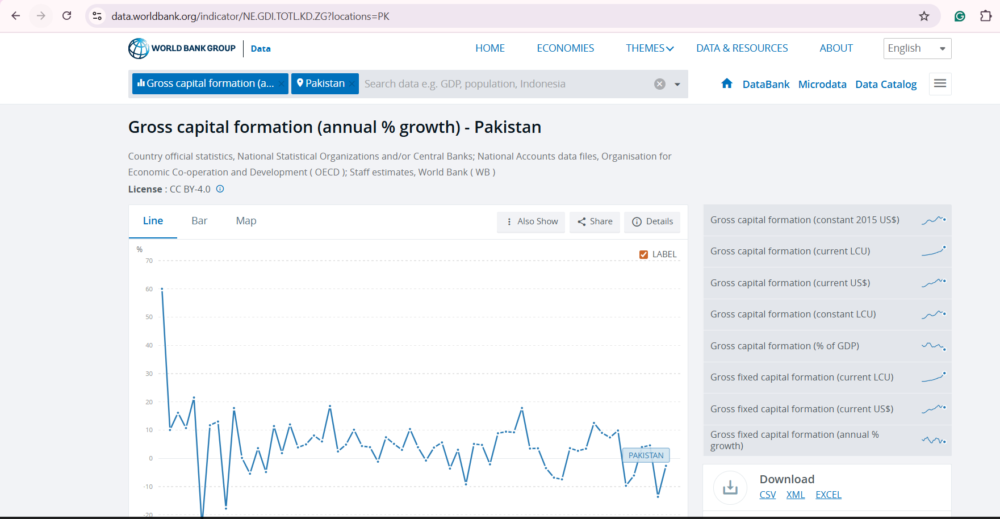 data.worldbank.org/indicator/NE.GDI.TOTL.KD.ZG?locations=PK
WORLD BANK GROUP
Data
HOME
ECONOMIES
THEMES
DATA & RESOURCES
ABOUT
English
Gross capital formation (a...
Pakistan
Search data e.g. GDP, population, Indonesia
DataBank
Microdata
Data Catalog
Gross capital formation (annual % growth) - Pakistan
Country official statistics, National Statistical Organizations and/or Central Banks; National Accounts data files, Organisation for
Economic Co-operation and Development ( OECD ); Staff estimates, World Bank ( WB )
License : CC BY-4.0
Line
Bar
Map
Also Show
Share
Details
%
LABEL
70
60
50
40
30
20
10
0
-10
-20
PAKISTAN
Gross capital formation (constant 2015 US$)
Gross capital formation (current LCU)
Gross capital formation (current US$)
Gross capital formation (constant LCU)
Gross capital formation (% of GDP)
Gross fixed capital formation (current LCU)
Gross fixed capital formation (current US$)
Gross fixed capital formation (annual %
growth)
Download
CSV
XML
EXCEL